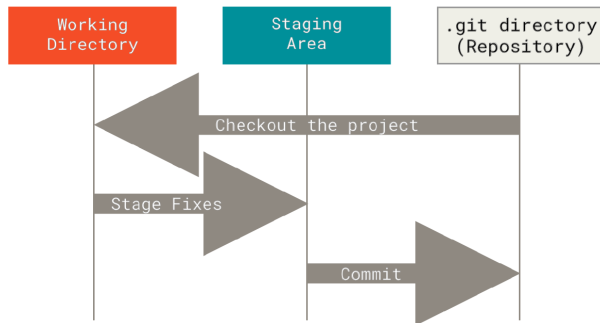 Working
Directory
Staging
Area
.git directory
(Repository)
Checkout the project
Stage Fixes
Commit